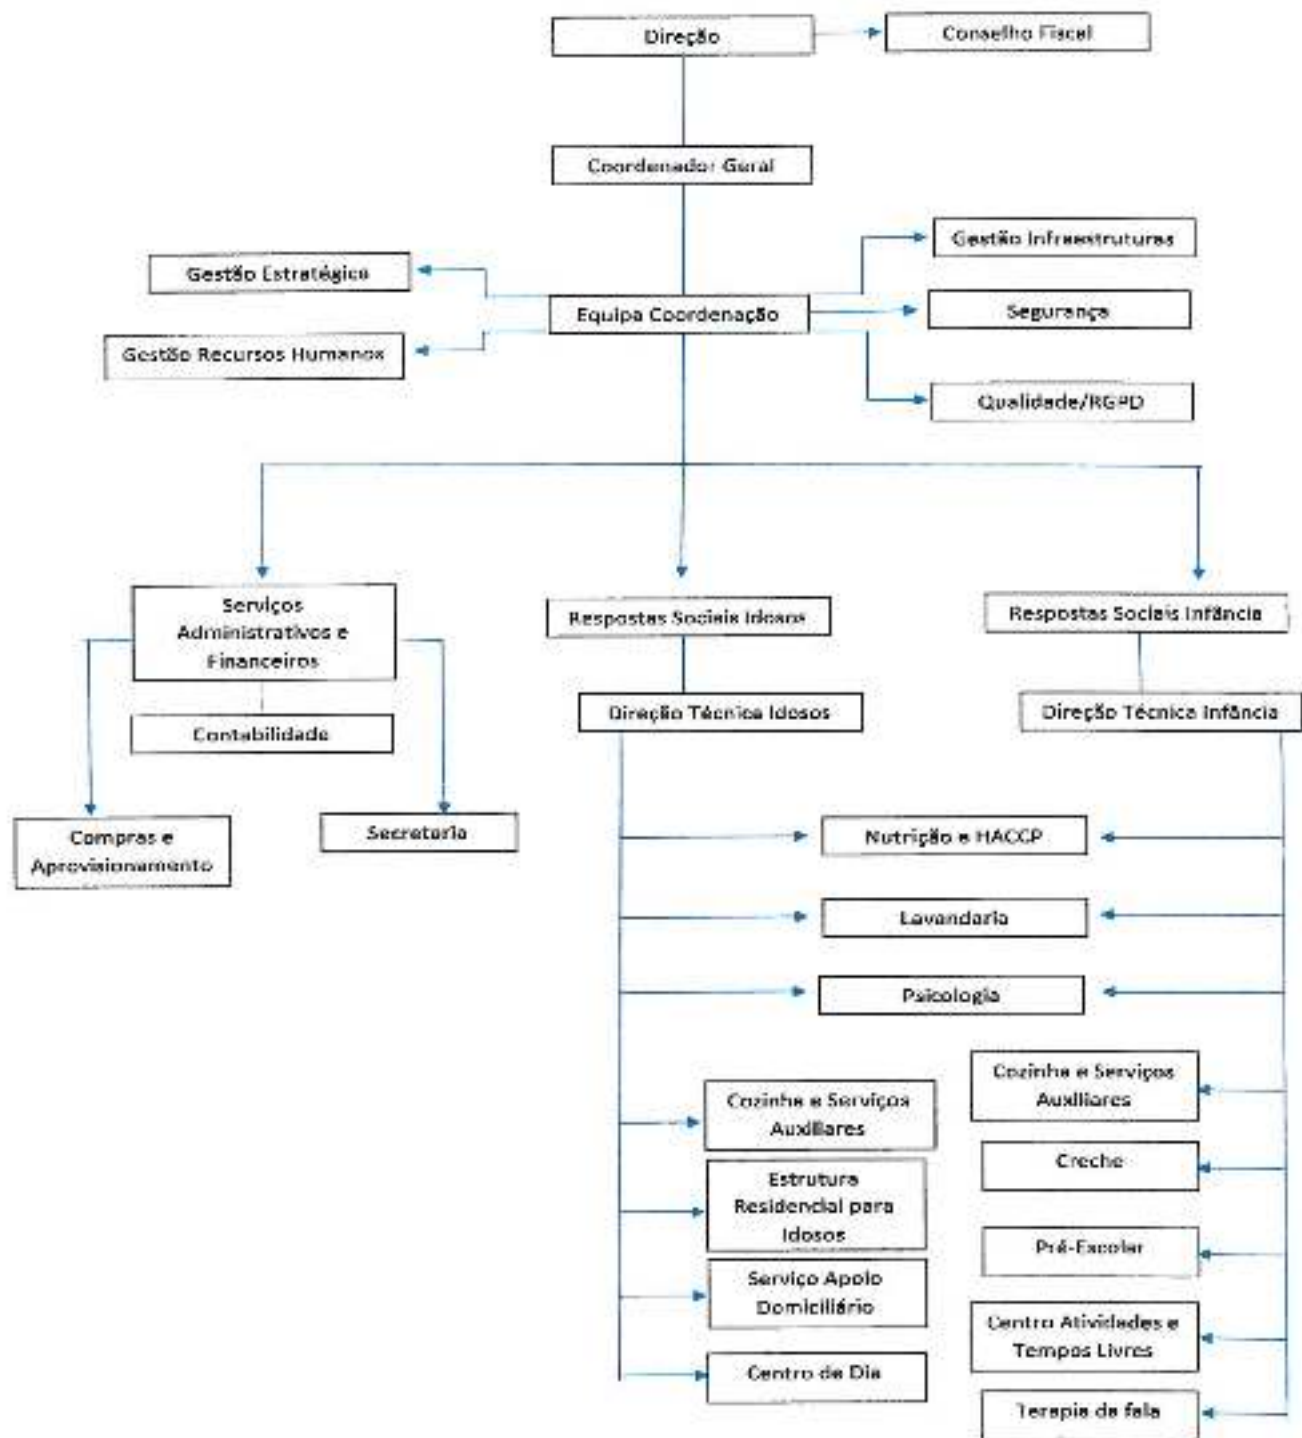 Direção
Conselho Fiscal
Coordenador Geral
Gestão Infraestruturas
Gestão Estratégica
Segurança
Equipa Coordenação
Gestão Recursos Humanos
Qualidade/RGPD
Serviços
Administrativos e
Financeiros
Respostas Sociais Idosos
Respostas Sociais Infância
Contabilidade
Direção Técnica Idosos
Direção Técnica Infância
Compras e
Aprovisionamento
Secretaria
Nutrição e HACCP
Lavandaria
Psicologia
Cozinha e Serviços
Auxiliares
Cozinha e Serviços
Auxiliares
Estrutura
Residencial para
Idosos
Creche
Pré-Escolar
Serviço Apoio
Domiciliário
Centro Atividades e
Tempos Livres
Centro de Dia
Terapia da fala